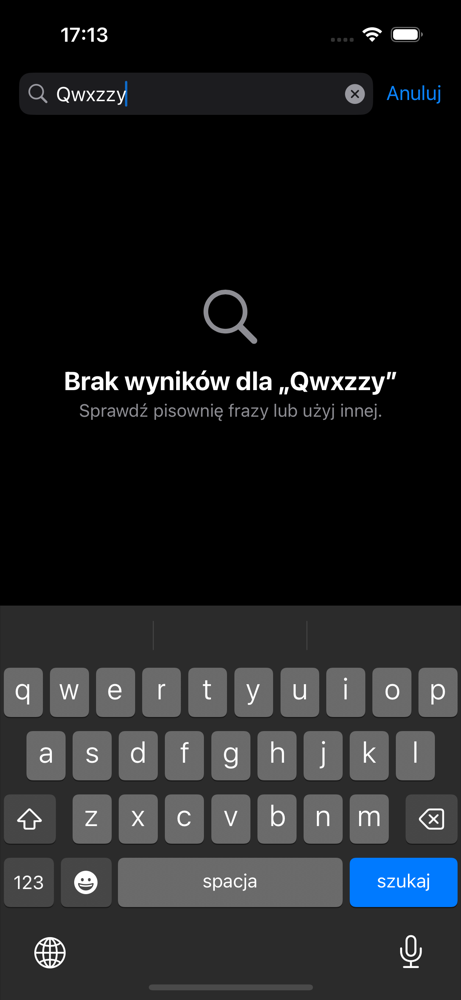 17:13
Qwxzzy
Anuluj
Brak wyników dla „Qwxzzy”
Sprawdź pisownię frazy lub użyj innej.
q w e r t y u i o p
a s d f g h j k l
z x c v b n m
123 spacja szukaj